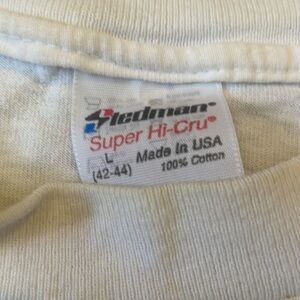 Stedman®
Super Hi-Cru®
L Made In USA
(42-44) 100% Cotton